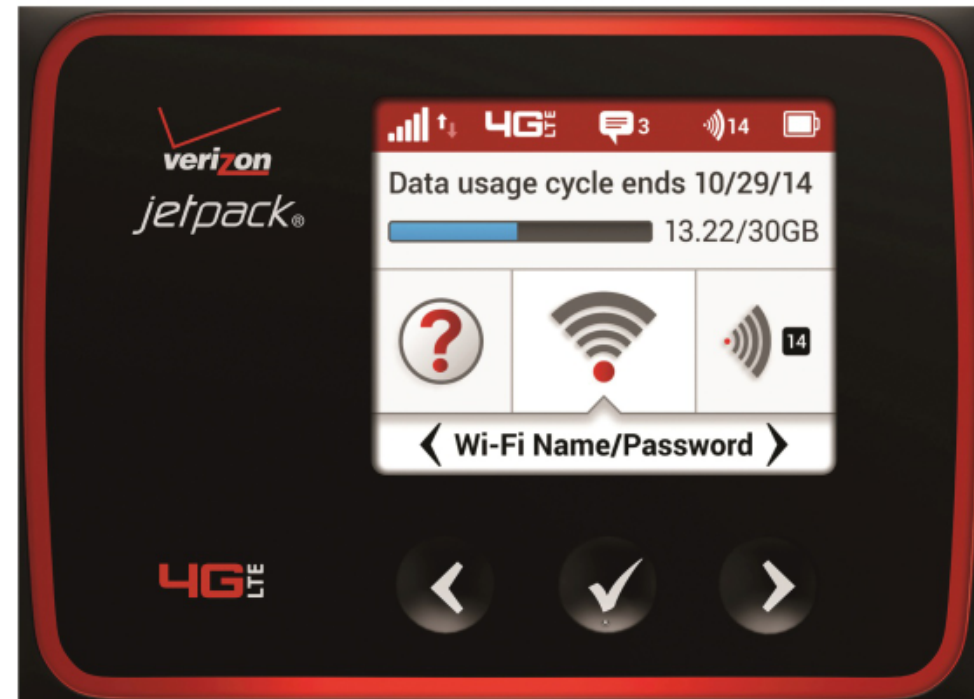 verizon
jetpack®
4G LTE 3 14
Data usage cycle ends 10/29/14
13.22/30GB
?
14
Wi-Fi Name/Password
4G LTE